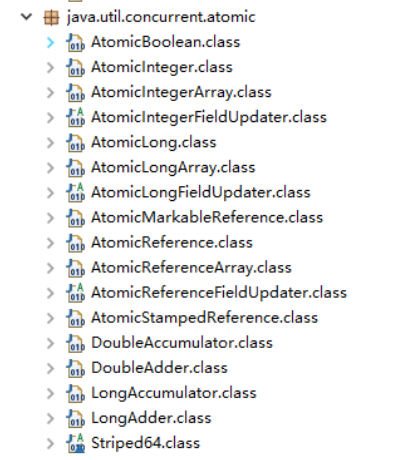 java.util.concurrent.atomic
AtomicBoolean.class
AtomicInteger.class
AtomicIntegerArray.class
AtomicIntegerFieldUpdater.class
AtomicLong.class
AtomicLongArray.class
AtomicLongFieldUpdater.class
AtomicMarkableReference.class
AtomicReference.class
AtomicReferenceArray.class
AtomicReferenceFieldUpdater.class
AtomicStampedReference.class
DoubleAccumulator.class
DoubleAdder.class
LongAccumulator.class
LongAdder.class
Striped64.class